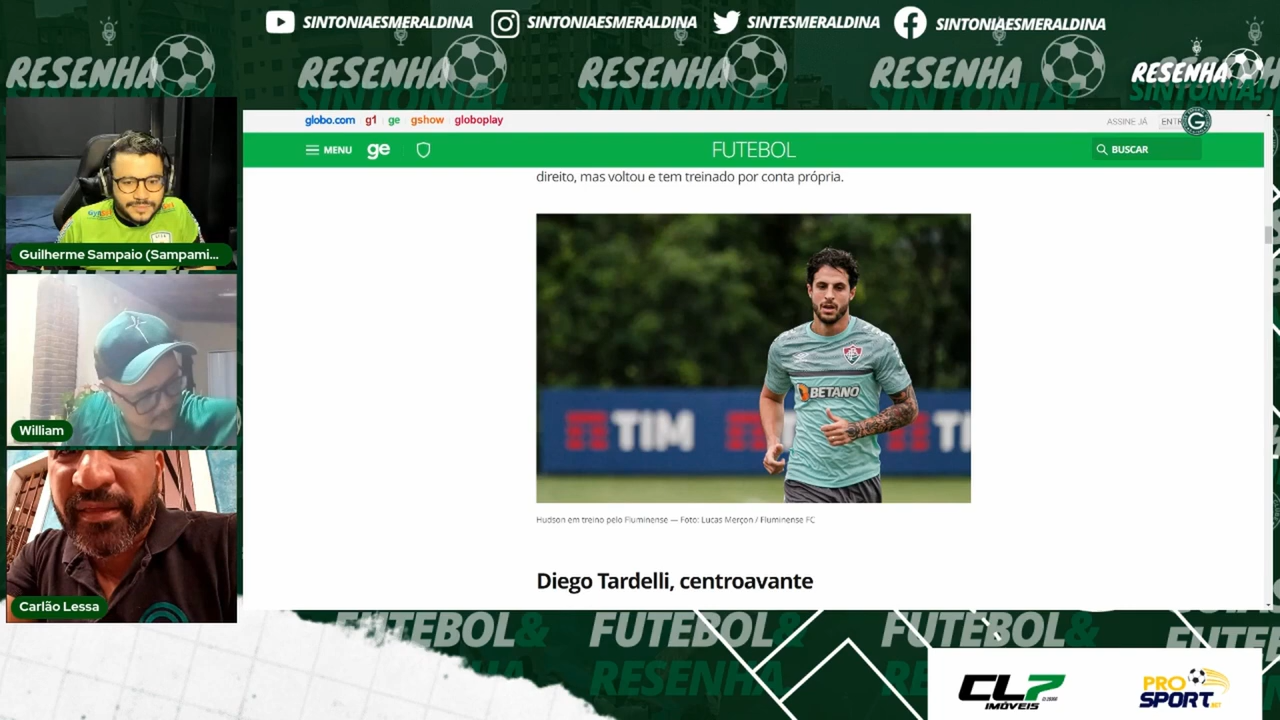 SINTONIAESMERALDINA
SINTONIAESMERALDINA
SINTESMERALDINA
SINTONIAESMERALDINA
RESENHA
RESENHA
RESENHA
RESENHA
RESENHA
SINTONIA!
globo.com g1 ge gshow globoplay
ASSINE JÁ
MENU ge
FUTEBOL
BUSCAR
direito, mas voltou e tem treinado por conta própria.
BETANO
TIM
Hudson em treino pelo Fluminense — Foto: Lucas Merçon / Fluminense FC
Diego Tardelli, centroavante
Guilherme Sampaio (Sampami...
William
Carlão Lessa
FUTEBOL&
FUTEBOL&
FUTEBOL&
RESENHA
RESENHA
RESENHA
CL7
IMÓVEIS
PRO
SPORT